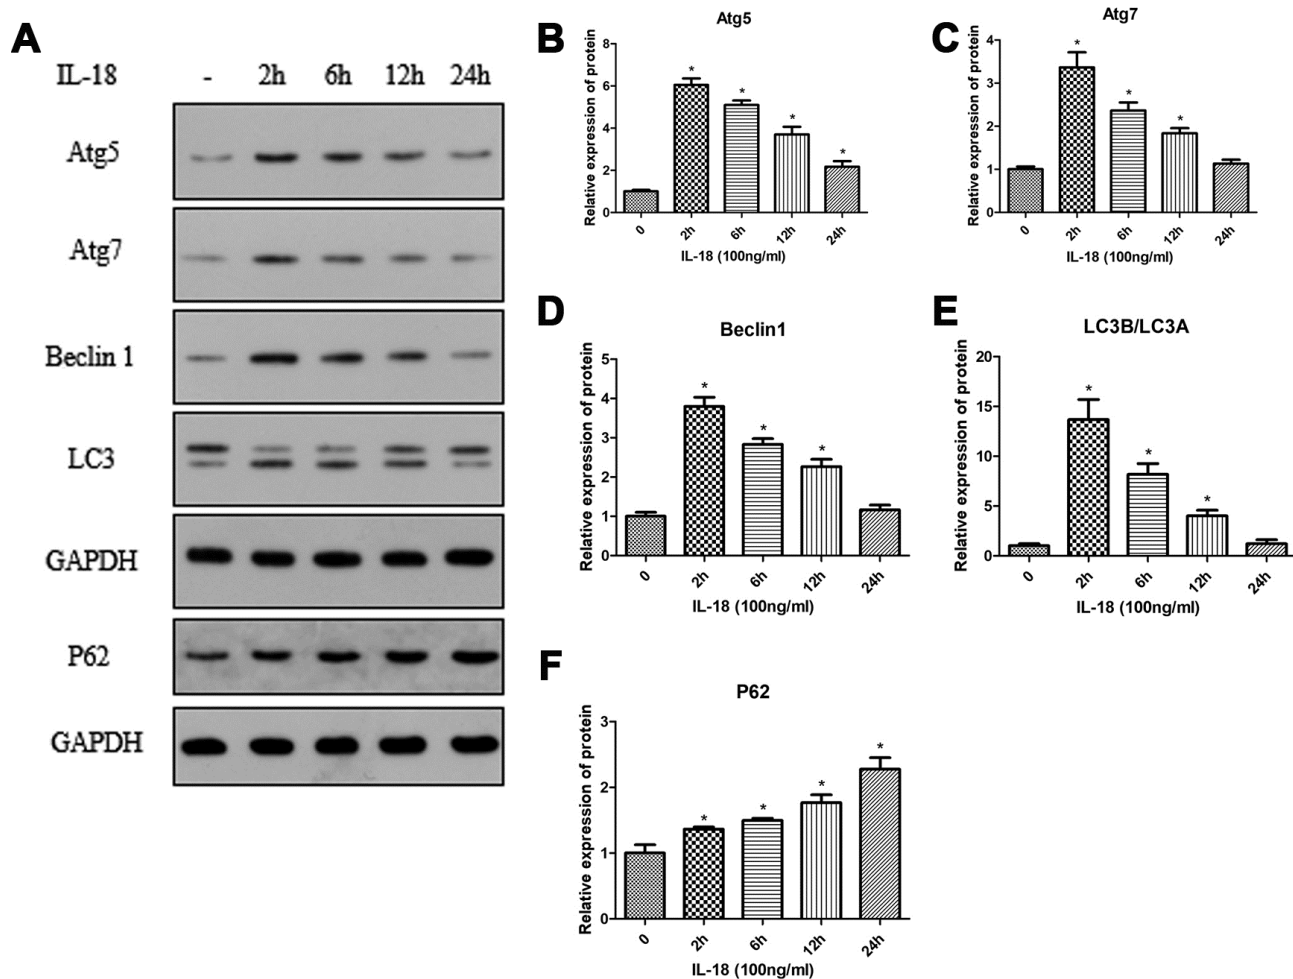 A
IL-18 - 2h 6h 12h 24h
Atg5
Atg7
Beclin 1
LC3
GAPDH
P62
GAPDH
B
Atg5
Relative expression of protein
8
6
4
2
0
0 2h 6h 12h 24h
* * * *
IL-18 (100ng/ml)
C
Atg7
Relative expression of protein
4
3
2
1
0
0 2h 6h 12h 24h
* * *
IL-18 (100ng/ml)
D
Beclin1
Relative expression of protein
5
4
3
2
1
0
0 2h 6h 12h 24h
* * *
IL-18 (100ng/ml)
E
LC3B/LC3A
Relative expression of protein
20
15
10
5
0
0 2h 6h 12h 24h
* * *
IL-18 (100ng/ml)
F
P62
Relative expression of protein
3
2
1
0
0 2h 6h 12h 24h
* * * *
IL-18 (100ng/ml)